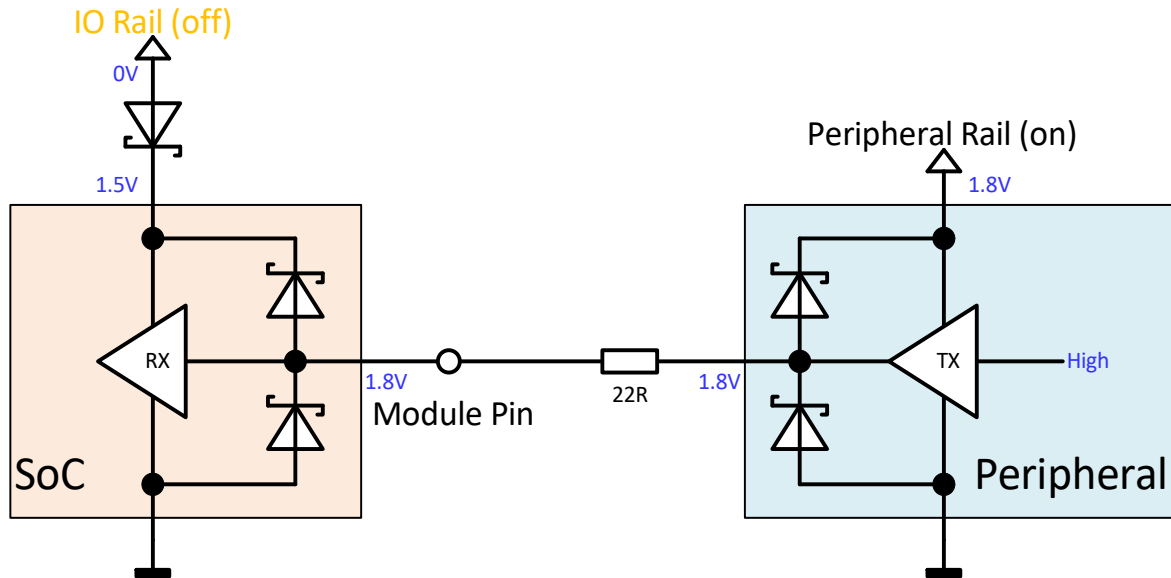 IO Rail (off)
0V
Peripheral Rail (on)
1.5V
1.8V
RX
TX
High
1.8V
1.8V
22R
Module Pin
SoC
Peripheral